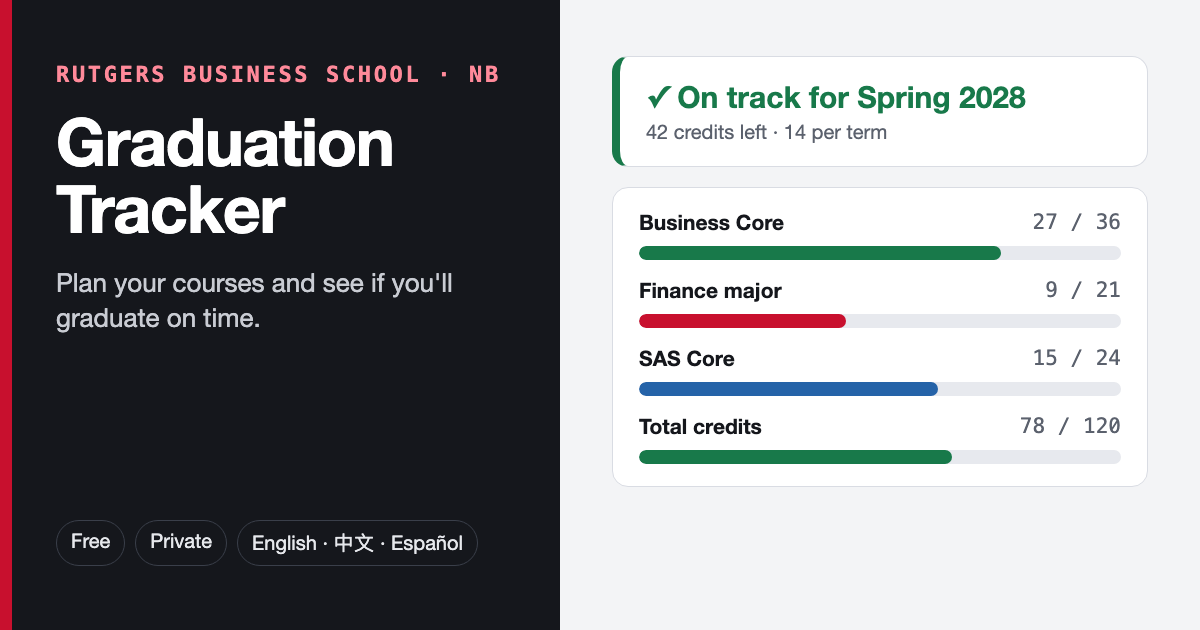 RUTGERS BUSINESS SCHOOL · NB
Graduation
Tracker
Plan your courses and see if you'll
graduate on time.
Free
Private
English · 中文 · Español
✓ On track for Spring 2028
42 credits left · 14 per term
Business Core 27 / 36
Finance major 9 / 21
SAS Core 15 / 24
Total credits 78 / 120